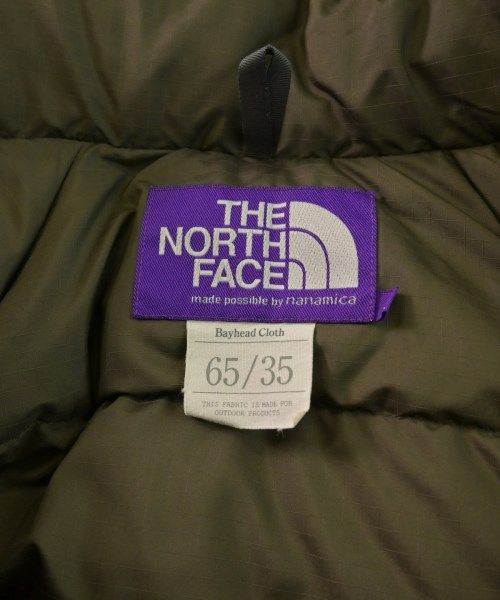 THE
NORTH
FACE
made possible by nanamica
Bayhead Cloth
65/35
THIS FABRIC IS MADE FOR
OUTDOOR PRODUCTS